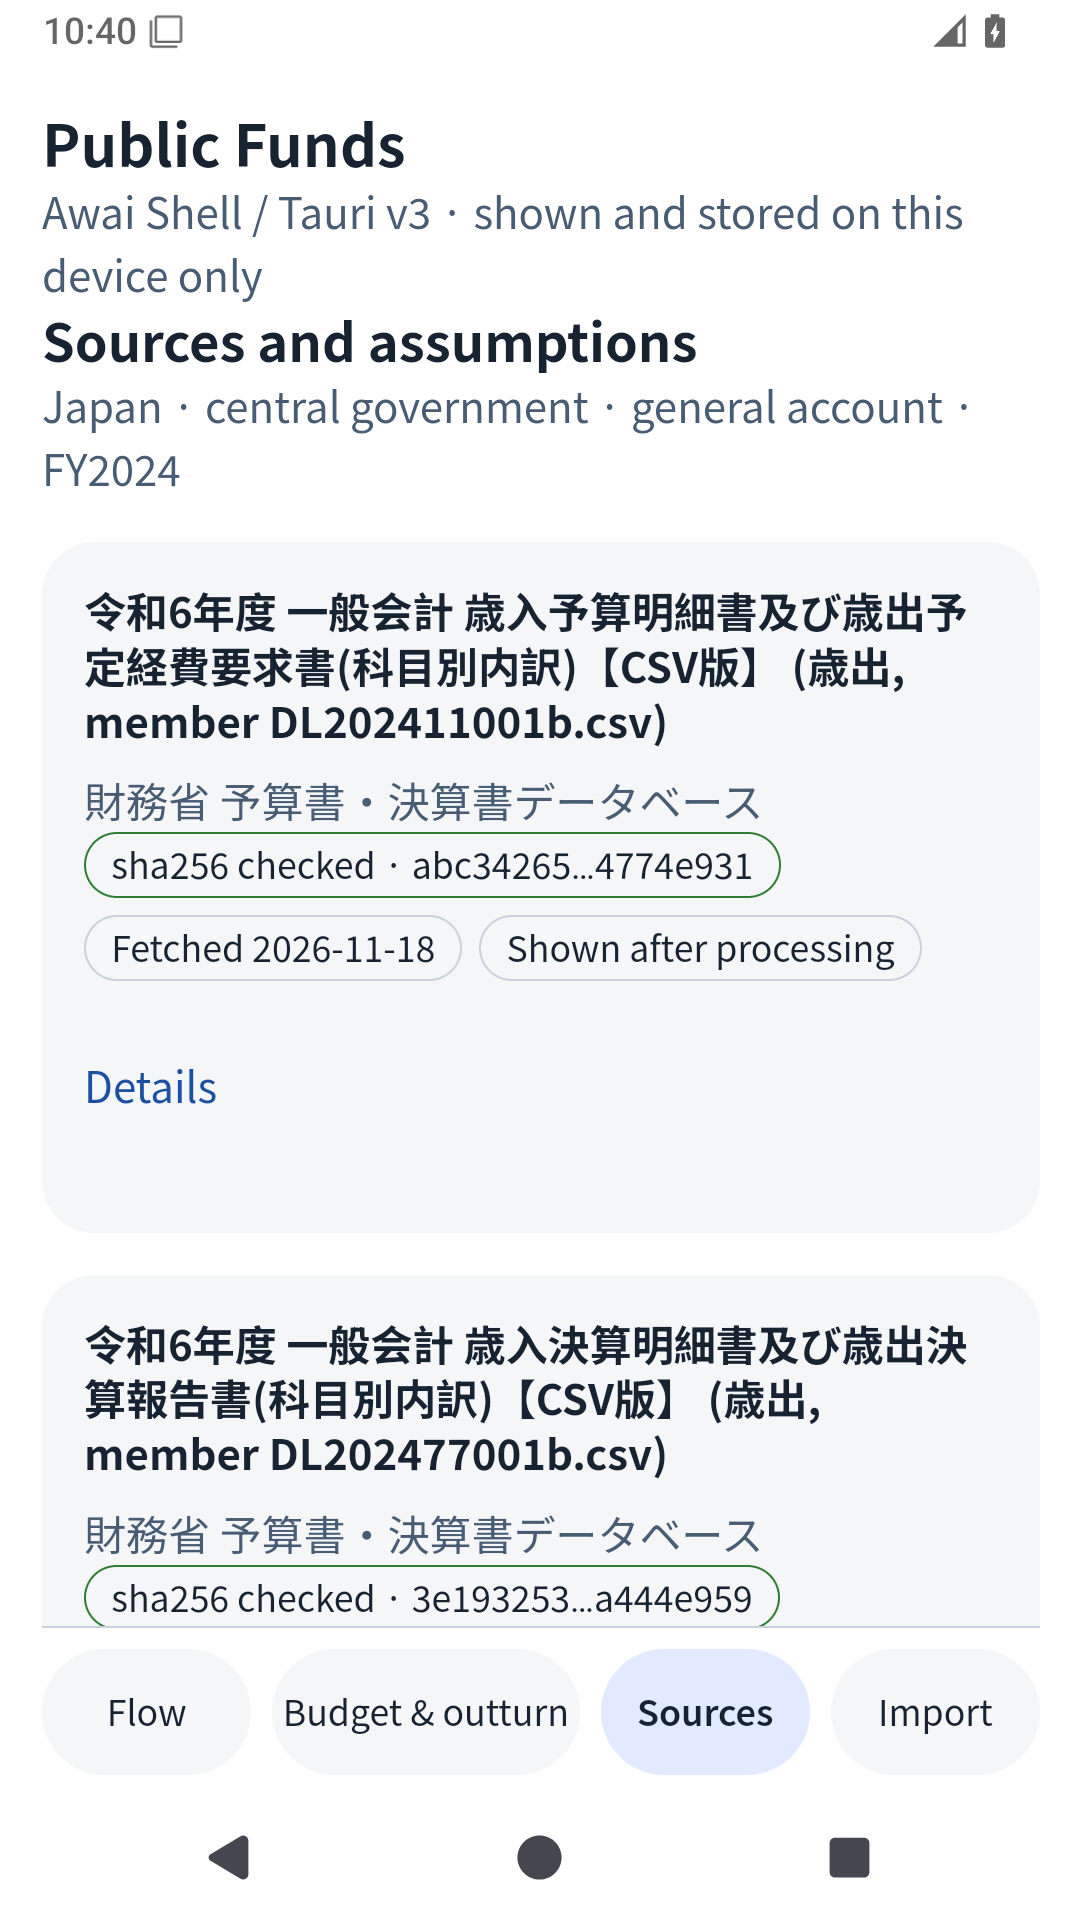 10:40
Public Funds
Awai Shell / Tauri v3 · shown and stored on this
device only
Sources and assumptions
Japan · central government · general account ·
FY2024
令和6年度 一般会計 歳入予算明細書及び歳出予
定経費要求書(科目別内訳)【CSV版】 (歳出,
member DL202411001b.csv)
財務省 予算書・決算書データベース
sha256 checked · abc34265…4774e931
Fetched 2026-11-18
Shown after processing
Details
令和6年度 一般会計 歳入決算明細書及び歳出決
算報告書(科目別内訳)【CSV版】 (歳出,
member DL202477001b.csv)
財務省 予算書・決算書データベース
sha256 checked · 3e193253…a444e959
Flow
Budget & outturn
Sources
Import